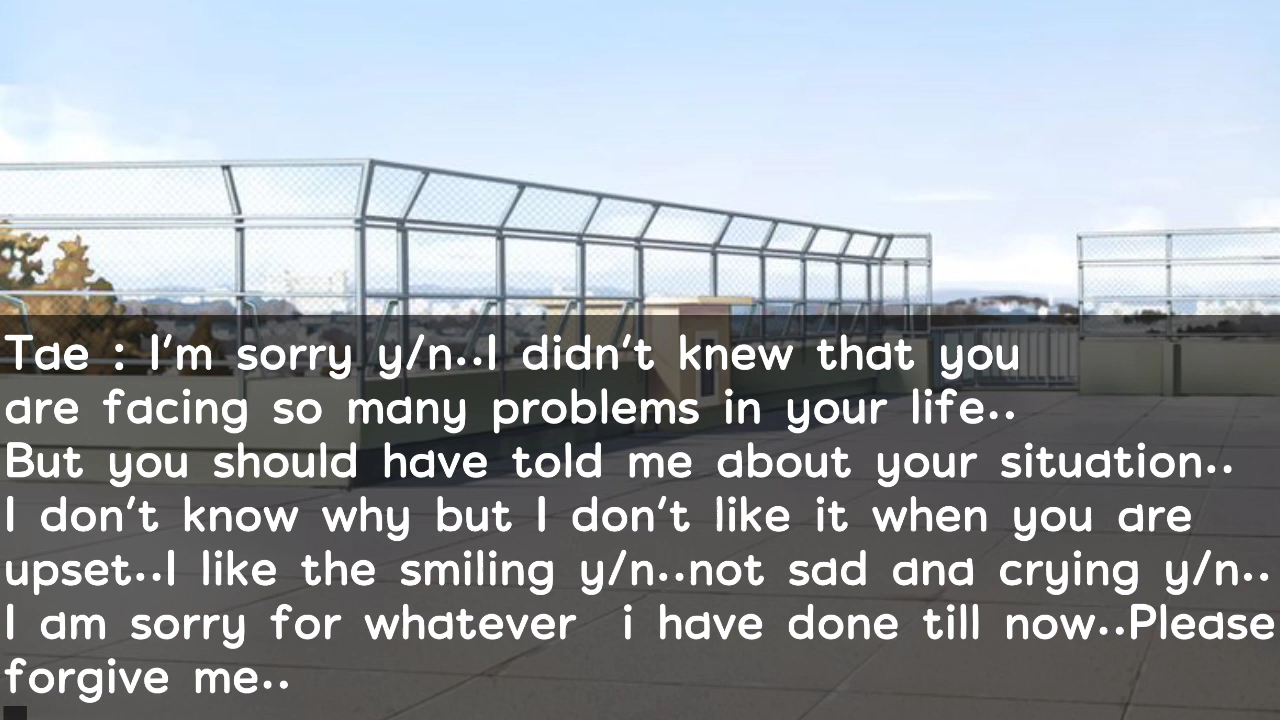 Tae : I'm sorry y/n..I didn't knew that you
are facing so many problems in your life..
But you should have told me about your situation..
I don't know why but I don't like it when you are
upset..I like the smiling y/n..not sad and crying y/n..
I am sorry for whatever  i have done till now..Please
forgive me..